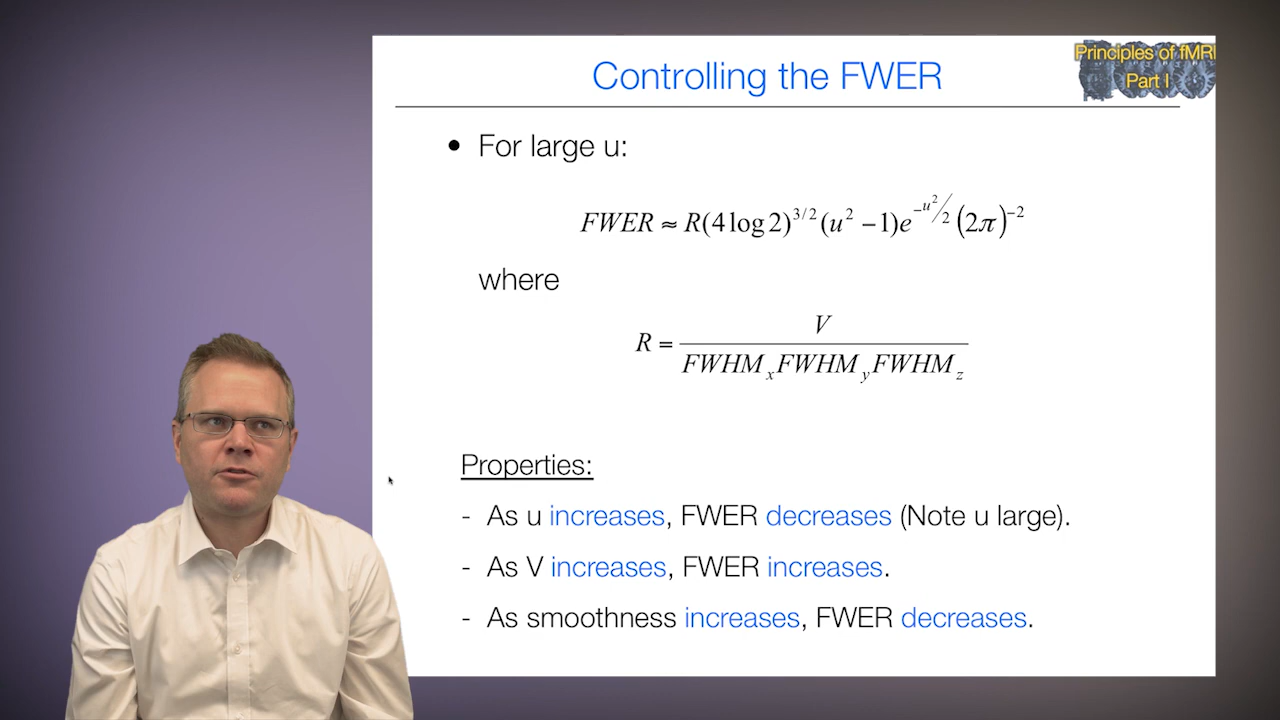 Controlling the FWER
Principles of fMRI
Part I
• For large u:
FWER ≈ R(4 log 2)^{3/2} (u² − 1)e^{−u²/2} (2π)^{−2}
where
R = V / FWHM_x FWHM_y FWHM_z
Properties:
- As u increases, FWER decreases (Note u large).
- As V increases, FWER increases.
- As smoothness increases, FWER decreases.